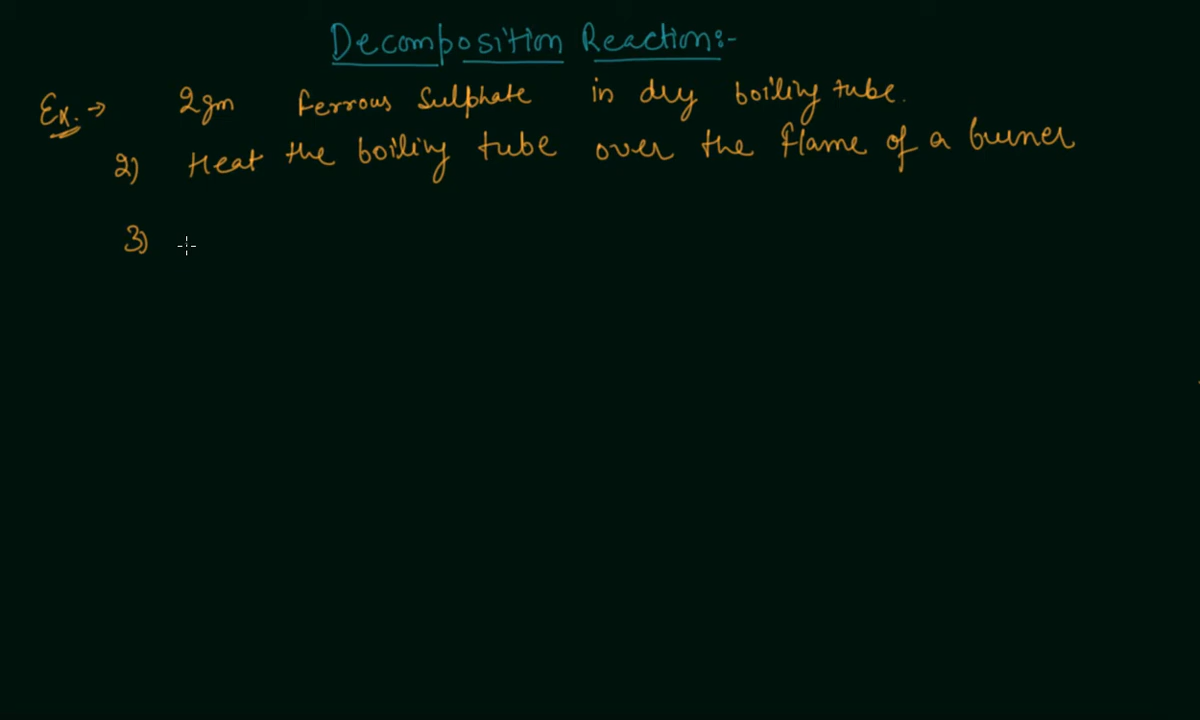 Decomposition Reaction:-
Ex. → 2gm ferrous Sulphate in dry boiling tube.
2) Heat the boiling tube over the flame of a burner
3)